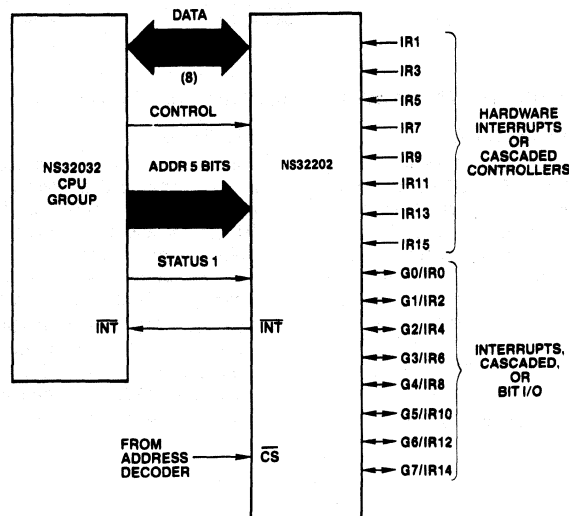 DATA
(8)
CONTROL
NS32032
CPU
GROUP
ADDR 5 BITS
STATUS 1
INT
NS32202
INT
FROM
ADDRESS
DECODER
CS
IR1
IR3
IR5
IR7
IR9
IR11
IR13
IR15
HARDWARE
INTERRUPTS
OR
CASCADED
CONTROLLERS
G0/IR0
G1/IR2
G2/IR4
G3/IR6
G4/IR8
G5/IR10
G6/IR12
G7/IR14
INTERRUPTS,
CASCADED,
OR
BIT I/O